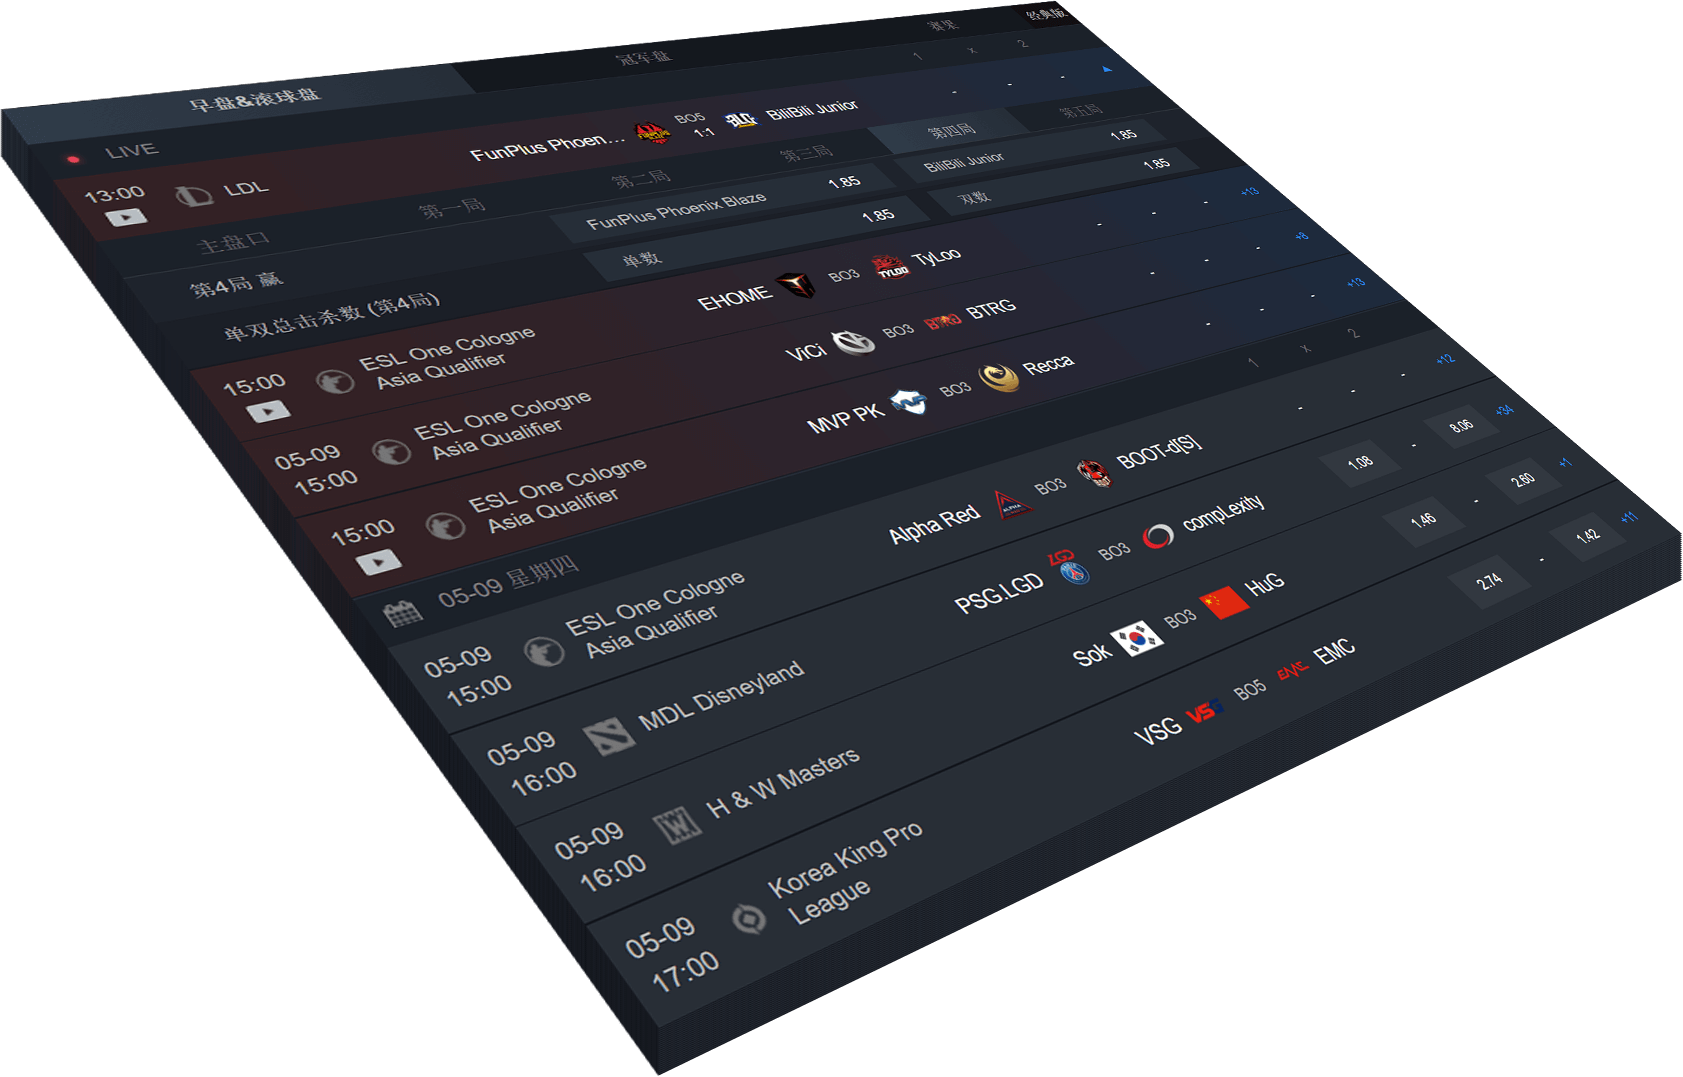 早盘&滚球盘
冠军盘
赛果
经典版
LIVE
1 x 2
13:00 LDL FunPlus Phoen... BO5 1:1 BiliBili Junior - - -
主盘口 第一局 第二局 第三局 第四局 第五局
第4局 赢 FunPlus Phoenix Blaze 1.85 BiliBili Junior 1.85
单双总击杀数 (第4局) 单数 1.85 双数 1.85
15:00 ESL One Cologne Asia Qualifier EHOME BO3 TYLOO TyLoo - - - +13
05-09 15:00 ESL One Cologne Asia Qualifier ViCi BO3 BTRG BTRG - - - +8
15:00 ESL One Cologne Asia Qualifier MVP PK BO3 Recca - - - +13
05-09 星期四 1 x 2
05-09 15:00 ESL One Cologne Asia Qualifier Alpha Red ALPHA BO3 BOOT-d[S] - - - +12
05-09 16:00 MDL Disneyland PSG.LGD LGD BO3 compLexity 1.08 - 8.06 +34
05-09 16:00 H & W Masters Sok BO3 HuG 1.46 - 2.60 +1
05-09 17:00 Korea King Pro League VSG VSG BO5 EMC EMC 2.74 - 1.42 +11